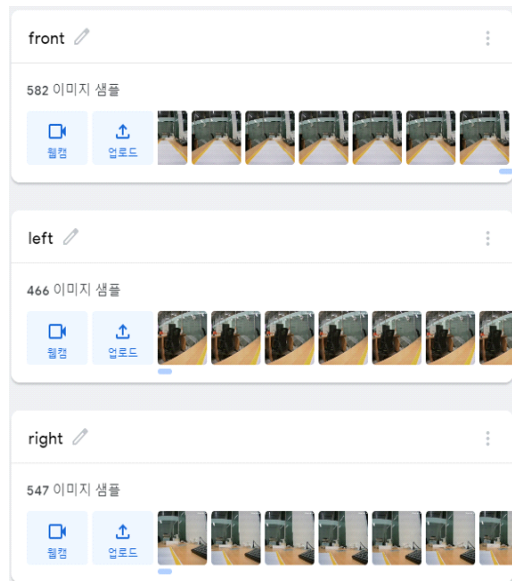 front
582 이미지 샘플
웹캠
업로드
left
466 이미지 샘플
웹캠
업로드
right
547 이미지 샘플
웹캠
업로드